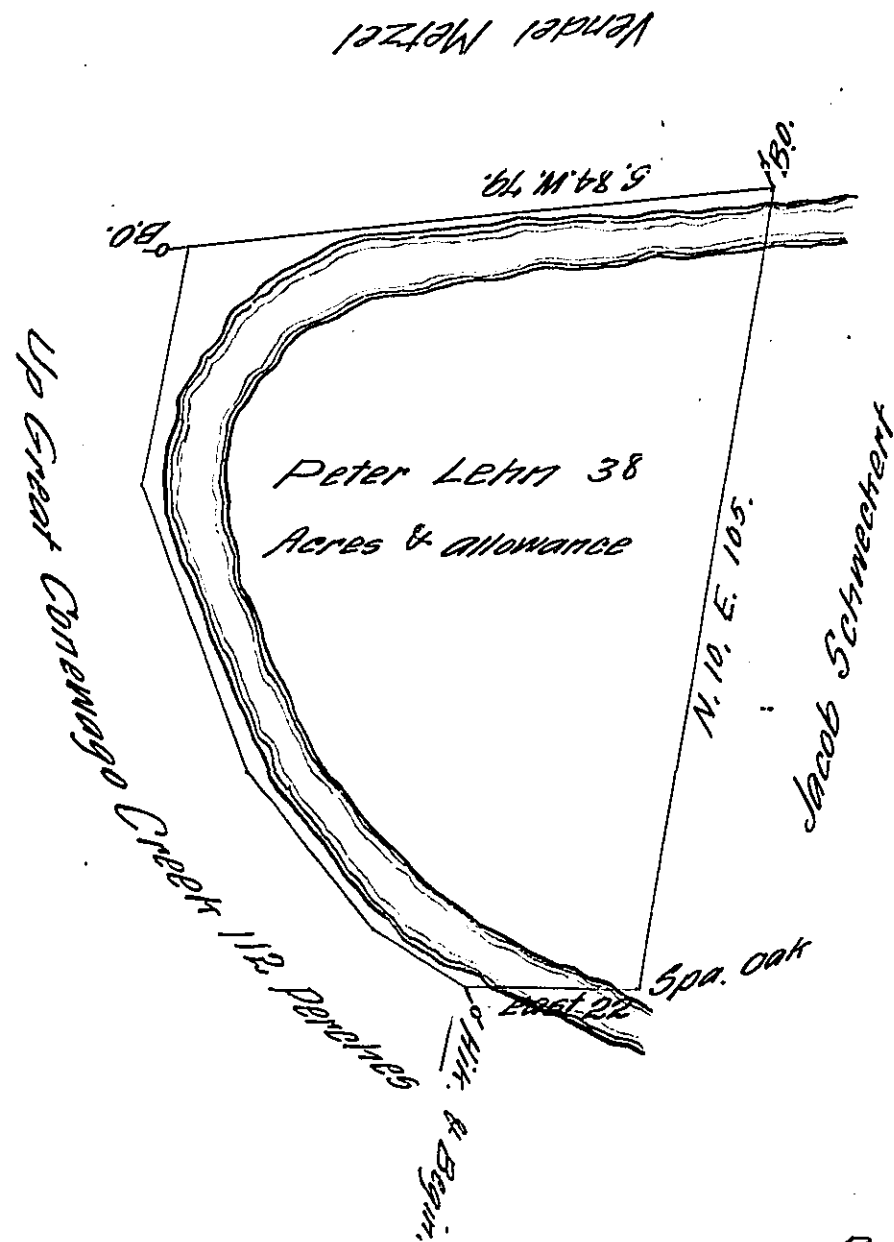 Vendel Metzel
S. 84. W. 79.
B.O.
B.O.
Up Great Conewago Creek 112 perches
Peter Lehn 38
Acres & allowance
N. 10. E. 105.
Jacob Schweckert
Spa. oak
East 22
Hik. & Begin.